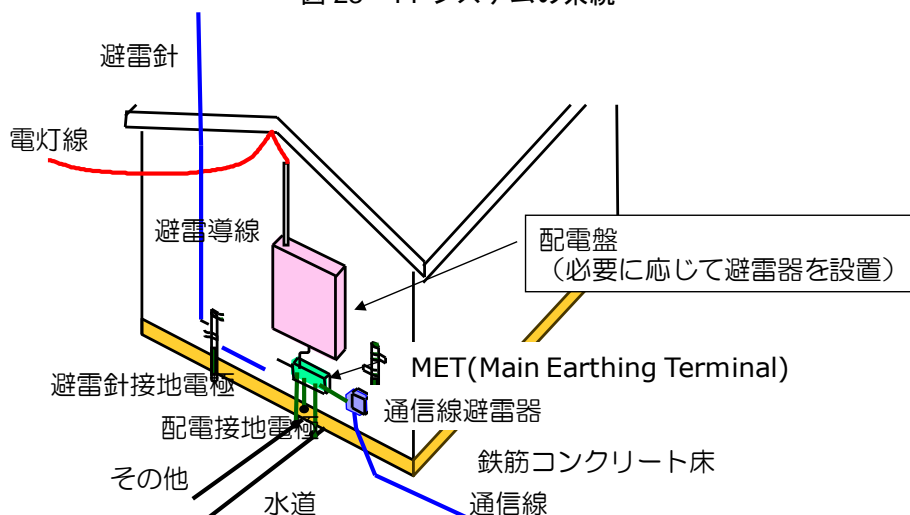 避雷針
電灯線
避雷導線
配電盤
(必要に応じて避雷器を設置)
MET(Main Earthing Terminal)
避雷針接地電極
通信線避雷器
配電接地電極
鉄筋コンクリート床
その他
水道
通信線